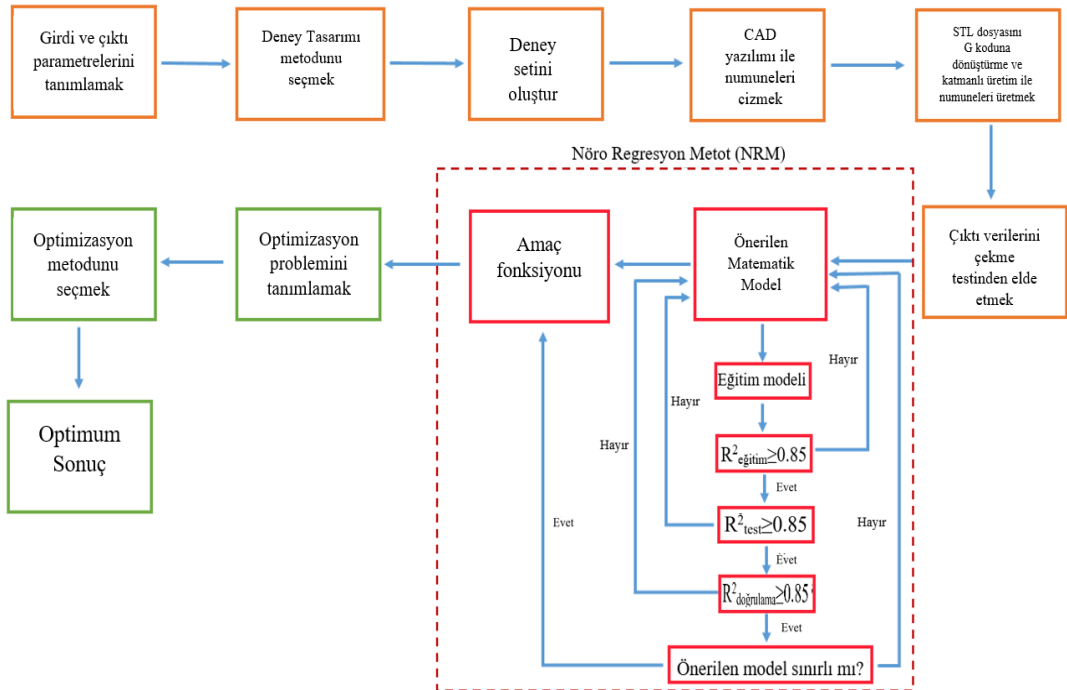 Girdi ve çıktı
parametrelerini
tanımlamak
Deney Tasarımı
metodunu
seçmek
Deney
setini
oluştur
CAD
yazılımı ile
numuneleri
cizmek
STL dosyasını
G koduna
dönüştürme ve
katmanlı üretim ile
numuneleri üretmek
Nöro Regresyon Metot (NRM)
Optimizasyon
metodunu
seçmek
Optimizasyon
problemini
tanımlamak
Amaç
fonksiyonu
Önerilen
Matematik
Model
Çıktı verilerini
çekme
testinden elde
etmek
Hayır
Eğitim modeli
Hayır
Optimum
Sonuç
Hayır
R²eğitim≥0.85
Evet
Evet
R²test≥0.85
Hayır
Evet
R²doğrulama≥0.85
Evet
Önerilen model sınırlı mı?